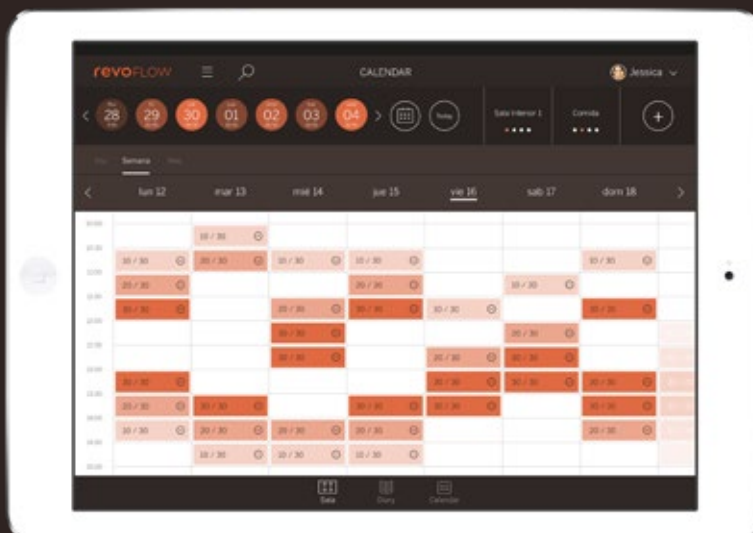 revoFLOW CALENDAR Jessica
28 29 30 01 02 03 04 Today Sala Interior 1 Comida +
Semana
lun 12 mar 13 mié 14 jue 15 vie 16 sab 17 dom 18
10 / 30
10 / 30 20 / 30 10 / 30 10 / 30 10 / 30
20 / 30 20 / 30 10 / 30
30 / 30 20 / 30 30 / 30 10 / 30 30 / 30
30 / 30 20 / 30
30 / 30 20 / 30 30 / 30
30 / 30 30 / 30 30 / 30 30 / 30
20 / 30 30 / 30 30 / 30 30 / 30 30 / 30
10 / 30 20 / 30 20 / 30 20 / 30 20 / 30
10 / 30 10 / 30 10 / 30
Sala Diary Calendar